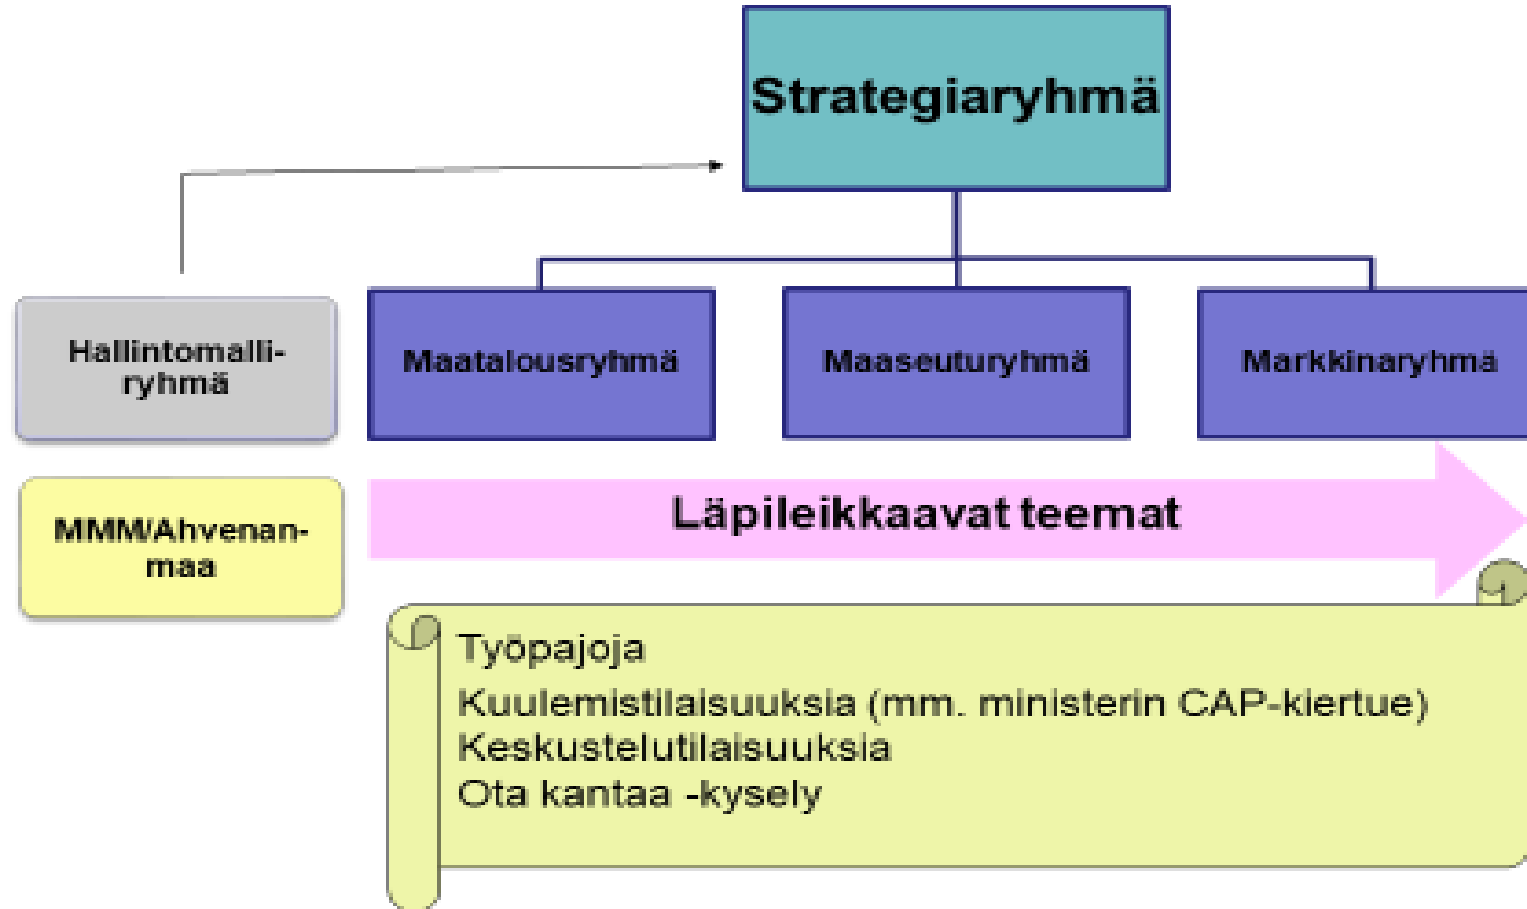 Strategiaryhmä
Hallintomalli-
ryhmä
Maatalousryhmä
Maaseuturyhmä
Markkinaryhmä
MMM/Ahvenan-
maa
Läpileikkaavat teemat
Työpajoja
Kuulemistilaisuuksia (mm. ministerin CAP-kiertue)
Keskustelutilaisuuksia
Ota kantaa -kysely